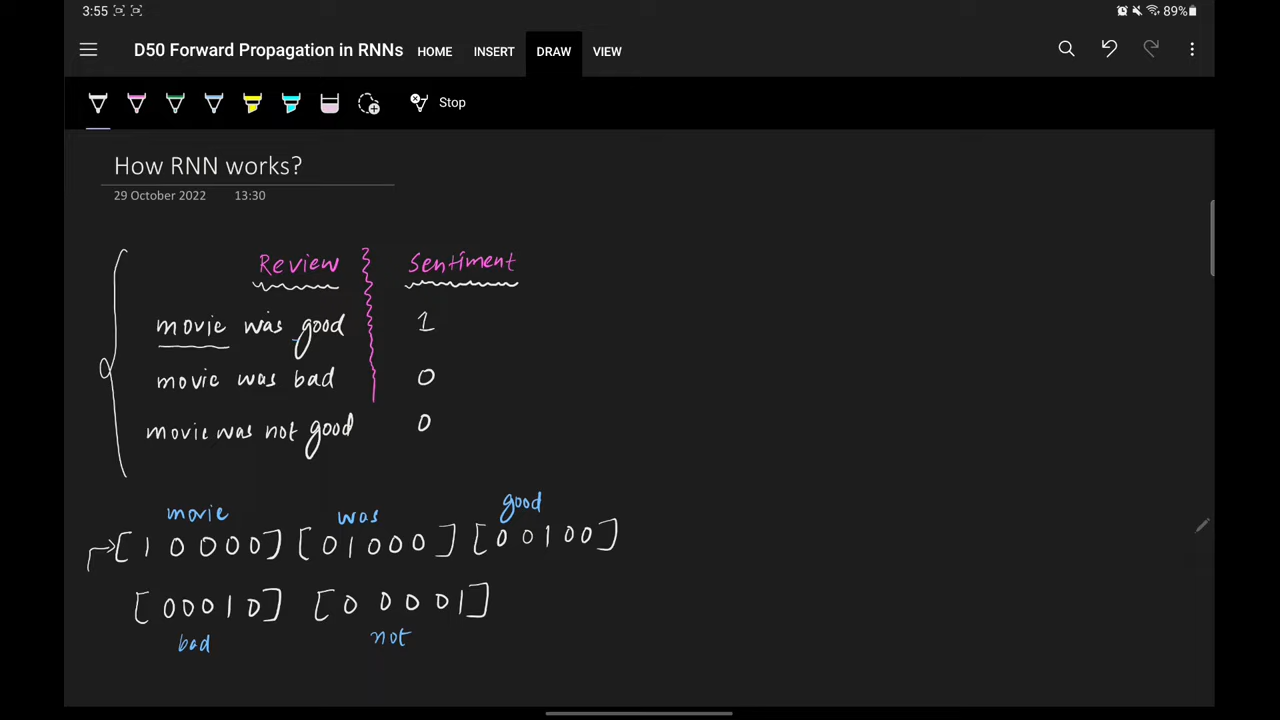 3:55 89%
D50 Forward Propagation in RNNs HOME INSERT DRAW VIEW
Stop
How RNN works?
29 October 2022 13:30
Review Sentiment
movie was good 1
movie was bad 0
movie was not good 0
movie was good
[1 0 0 0 0] [0 1 0 0 0] [0 0 1 0 0]
[0 0 0 1 0] [0 0 0 0 1]
bad not